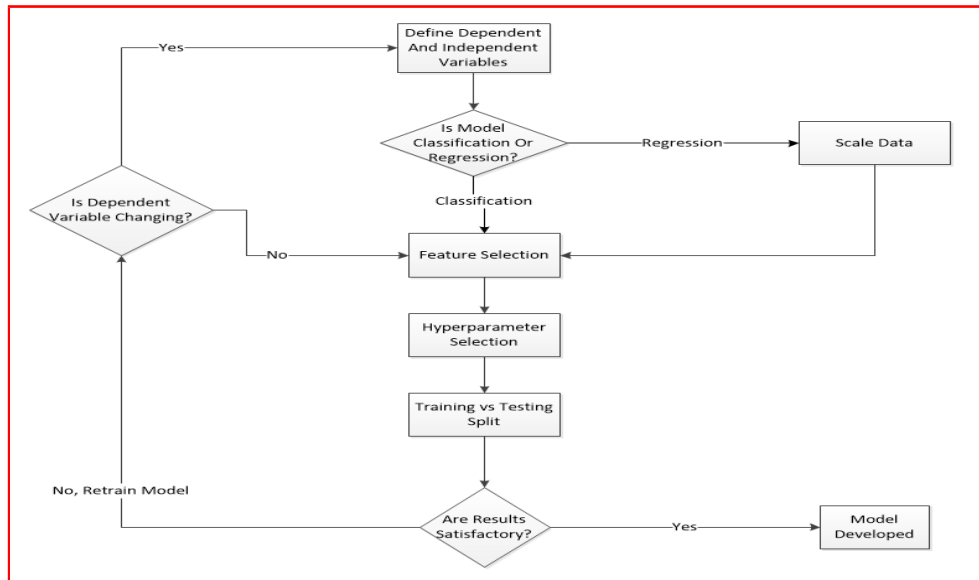 Define Dependent
And Independent
Variables
Yes
Is Model
Classification Or
Regression?
Regression
Scale Data
Classification
Is Dependent
Variable Changing?
No
Feature Selection
Hyperparameter
Selection
Training vs Testing
Split
No, Retrain Model
Are Results
Satisfactory?
Yes
Model
Developed